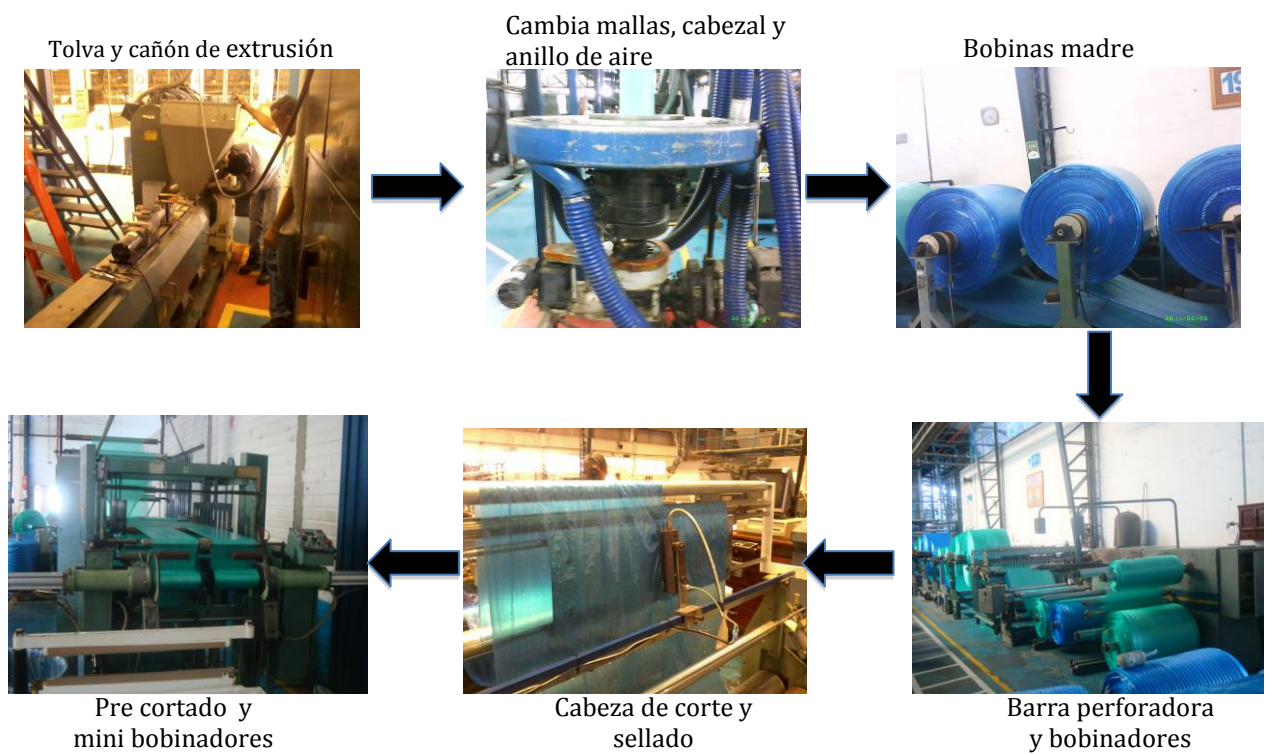 Tolva y cañón de extrusión
Cambia mallas, cabezal y
anillo de aire
Bobinas madre
19
Pre cortado y
mini bobinadores
Cabeza de corte y
sellado
Barra perforadora
y bobinadores